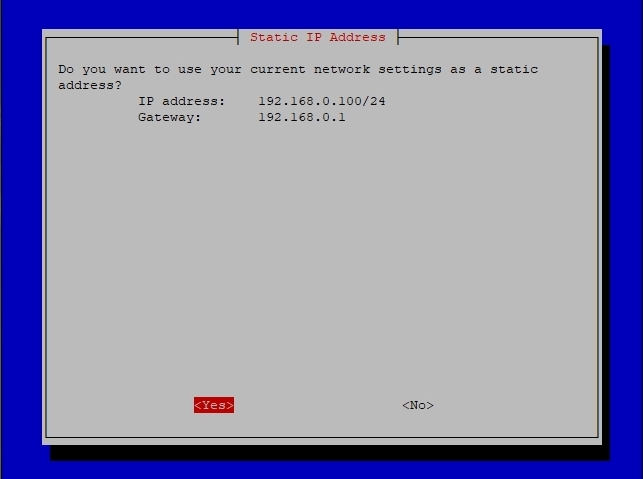 Static IP Address
Do you want to use your current network settings as a static
address?
IP address: 192.168.0.100/24
Gateway: 192.168.0.1
<Yes> <No>